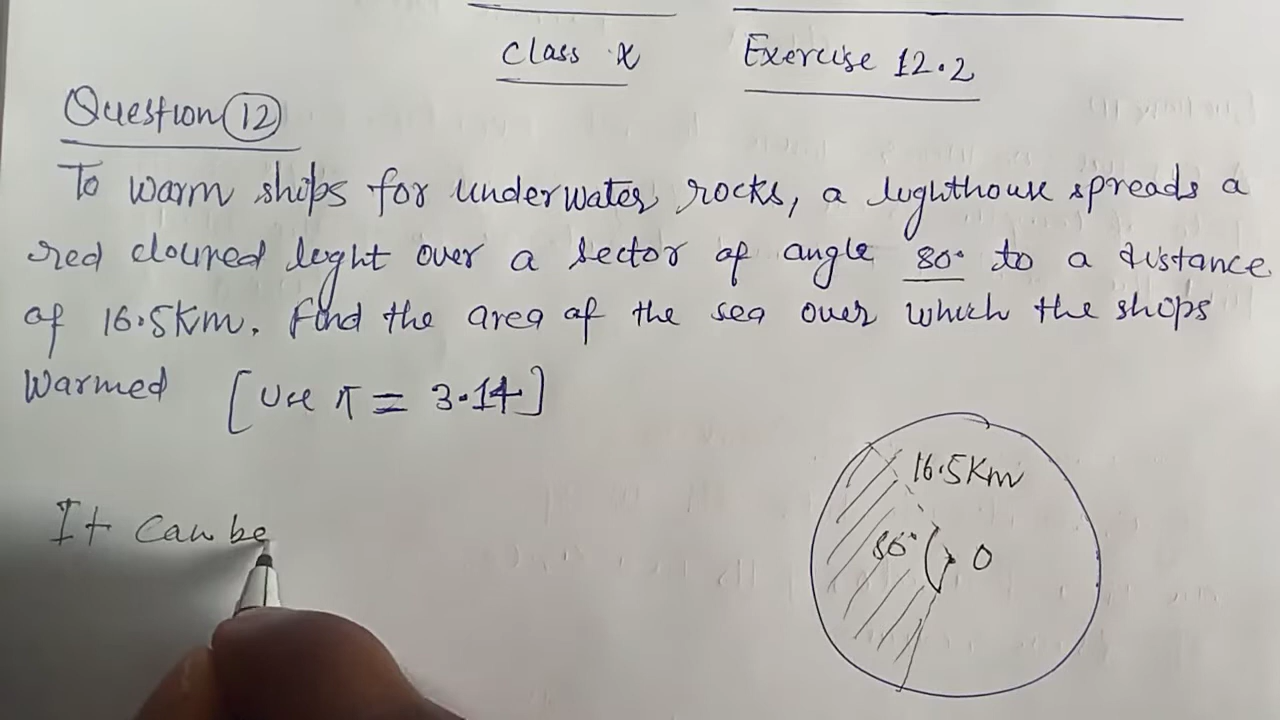 Class X Exercise 12.2
Question 12
To warm ships for underwater rocks, a lighthouse spreads a
red cloured light over a sector of angle 80° to a distance
of 16.5km. Find the area of the sea over which the ships
Warmed [Use π = 3.14]
16.5Km
80° O
It can be